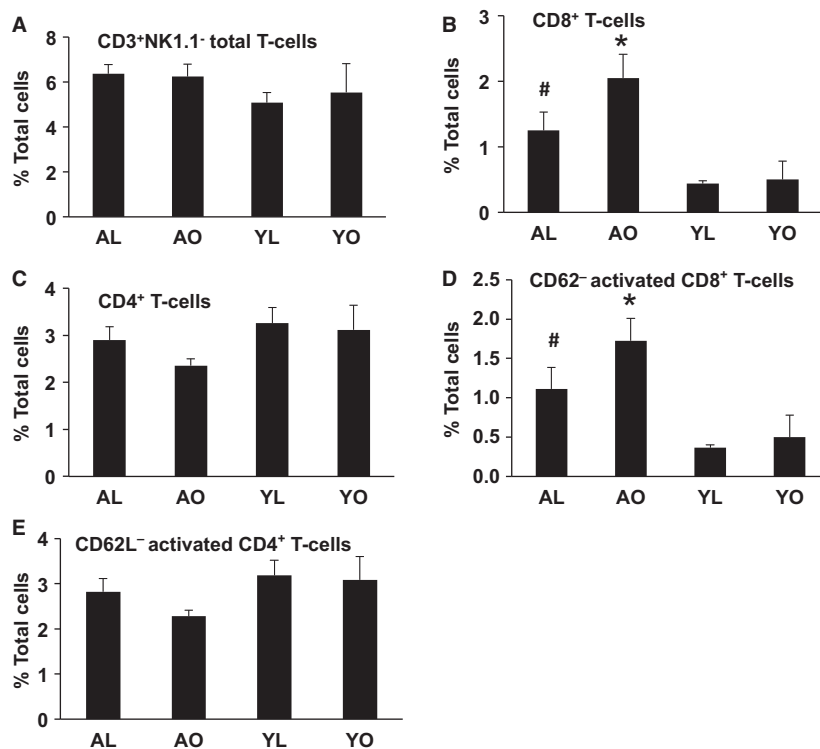 A
CD3⁺NK1.1⁻ total T-cells
% Total cells
8
6
4
2
0
AL AO YL YO
B
CD8⁺ T-cells
% Total cells
3
2
1
0
#
*
AL AO YL YO
C
CD4⁺ T-cells
% Total cells
4
3
2
1
0
AL AO YL YO
D
CD62⁻ activated CD8⁺ T-cells
% Total cells
2.5
2.0
1.5
1.0
0.5
0.0
#
*
AL AO YL YO
E
CD62L⁻ activated CD4⁺ T-cells
% Total cells
4
3
2
1
0
AL AO YL YO